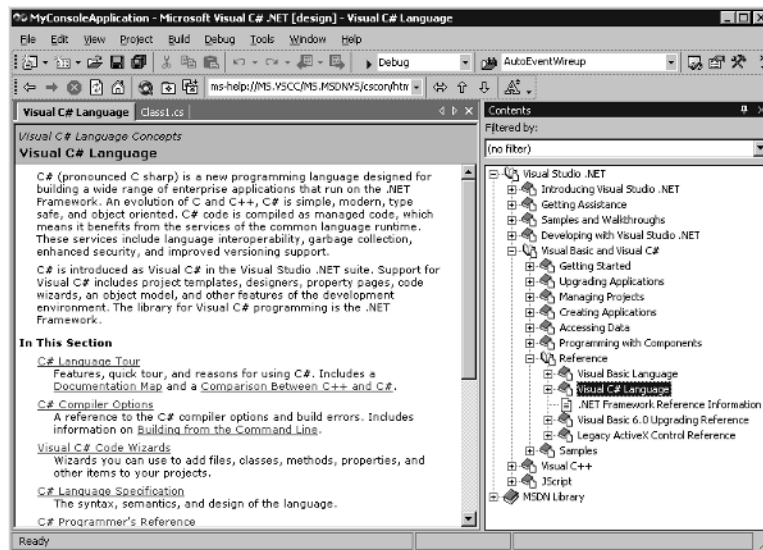 MyConsoleApplication - Microsoft Visual C# .NET [design] - Visual C# Language
File Edit View Project Build Debug Tools Window Help
Debug AutoEventWireup
ms-help://MS.VSCC/MS.MSDNVS/cscon/htm
Visual C# Language Class1.cs
Visual C# Language Concepts
Visual C# Language
C# (pronounced C sharp) is a new programming language designed for
building a wide range of enterprise applications that run on the .NET
Framework. An evolution of C and C++, C# is simple, modern, type
safe, and object oriented. C# code is compiled as managed code, which
means it benefits from the services of the common language runtime.
These services include language interoperability, garbage collection,
enhanced security, and improved versioning support.
C# is introduced as Visual C# in the Visual Studio .NET suite. Support for
Visual C# includes project templates, designers, property pages, code
wizards, an object model, and other features of the development
environment. The library for Visual C# programming is the .NET
Framework.
In This Section
C# Language Tour
Features, quick tour, and reasons for using C#. Includes a
Documentation Map and a Comparison Between C++ and C#.
C# Compiler Options
A reference to the C# compiler options and build errors. Includes
information on Building from the Command Line.
Visual C# Code Wizards
Wizards you can use to add files, classes, methods, properties, and
other items to your projects.
C# Language Specification
The syntax, semantics, and design of the language.
C# Programmer's Reference
Contents
Filtered by:
(no filter)
Visual Studio .NET
Introducing Visual Studio .NET
Getting Assistance
Samples and Walkthroughs
Developing with Visual Studio .NET
Visual Basic and Visual C#
Getting Started
Upgrading Applications
Managing Projects
Creating Applications
Accessing Data
Programming with Components
Reference
Visual Basic Language
Visual C# Language
.NET Framework Reference Information
Visual Basic 6.0 Upgrading Reference
Legacy ActiveX Control Reference
Samples
Visual C++
JScript
MSDN Library
Ready